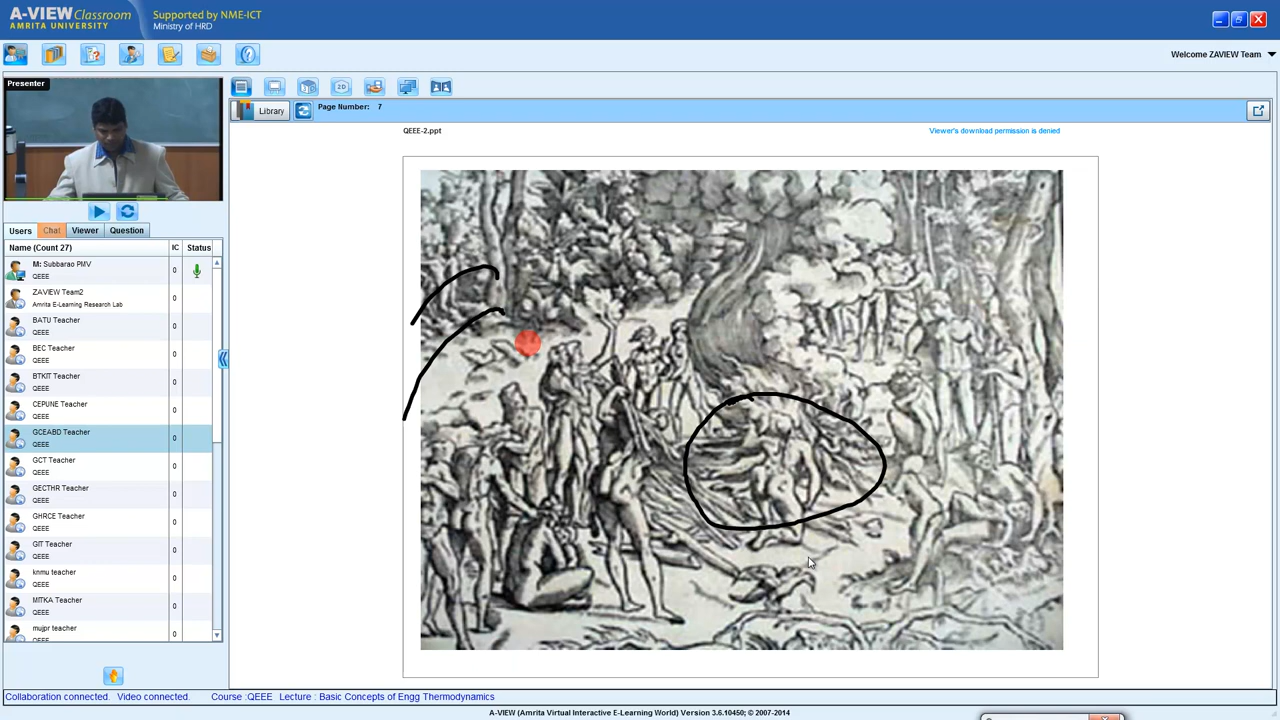 A-VIEW Classroom
AMRITA UNIVERSITY
Supported by NME-ICT
Ministry of HRD
Welcome ZAVIEW Team
Presenter
Library
Page Number: 7
QEEE-2.ppt
Viewer's download permission is denied
Users
Chat
Viewer
Question
Name (Count 27)
IC
Status
M: Subbarao PMV
QEEE
0
ZAVIEW Team2
Amrita E-Learning Research Lab
0
BATU Teacher
QEEE
0
BEC Teacher
QEEE
0
BTKIT Teacher
QEEE
0
CEPUNE Teacher
QEEE
0
GCEABD Teacher
QEEE
0
GCT Teacher
QEEE
0
GECTHR Teacher
QEEE
0
GHRCE Teacher
QEEE
0
GIT Teacher
QEEE
0
knmu teacher
QEEE
0
MITKA Teacher
QEEE
0
mujpr teacher
0
2D
Collaboration connected. Video connected. Course :QEEE Lecture : Basic Concepts of Engg Thermodynamics
A-VIEW (Amrita Virtual Interactive E-Learning World) Version 3.6.10450; © 2007-2014